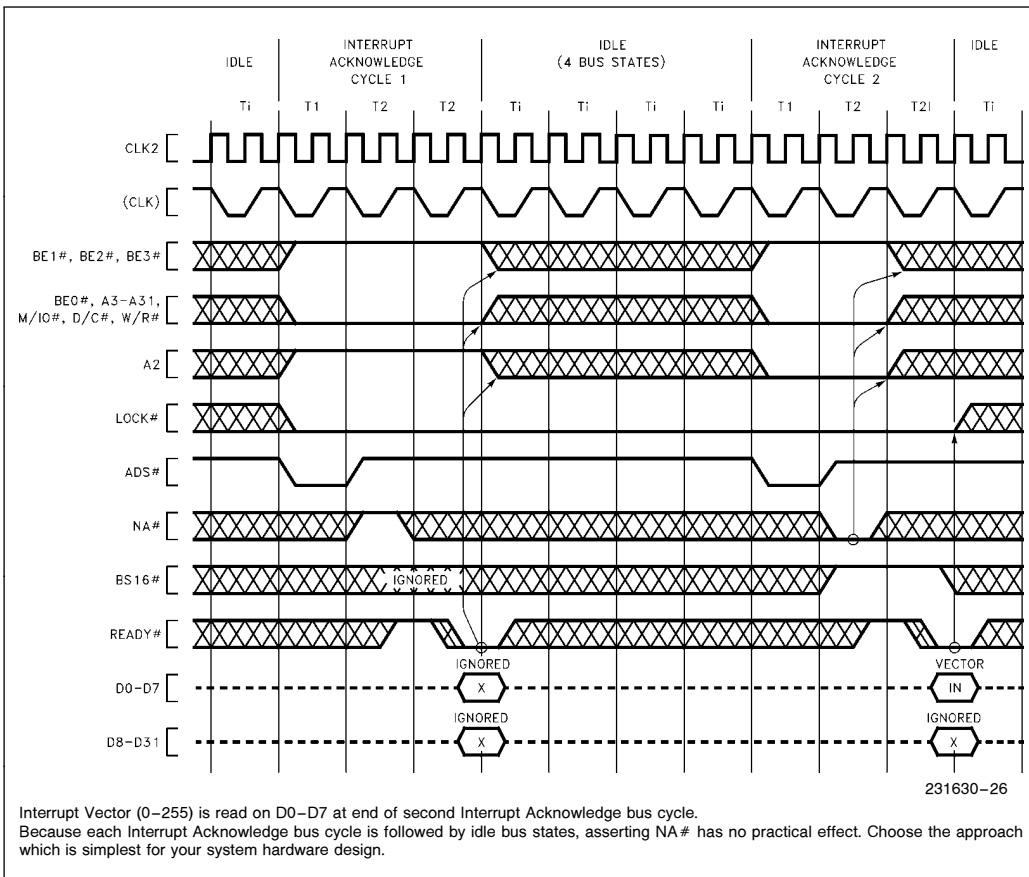 IDLE
INTERRUPT
ACKNOWLEDGE
CYCLE 1
IDLE
(4 BUS STATES)
INTERRUPT
ACKNOWLEDGE
CYCLE 2
IDLE
Ti T1 T2 T2 Ti Ti Ti Ti T1 T2 T2I Ti
CLK2
(CLK)
BE1#, BE2#, BE3#
BE0#, A3-A31,
M/IO#, D/C#, W/R#
A2
LOCK#
ADS#
NA#
BS16#
IGNORED
READY#
IGNORED
VECTOR
D0-D7
X
IN
IGNORED
IGNORED
D8-D31
X
X
231630-26
Interrupt Vector (0–255) is read on D0–D7 at end of second Interrupt Acknowledge bus cycle.
Because each Interrupt Acknowledge bus cycle is followed by idle bus states, asserting NA# has no practical effect. Choose the approach
which is simplest for your system hardware design.